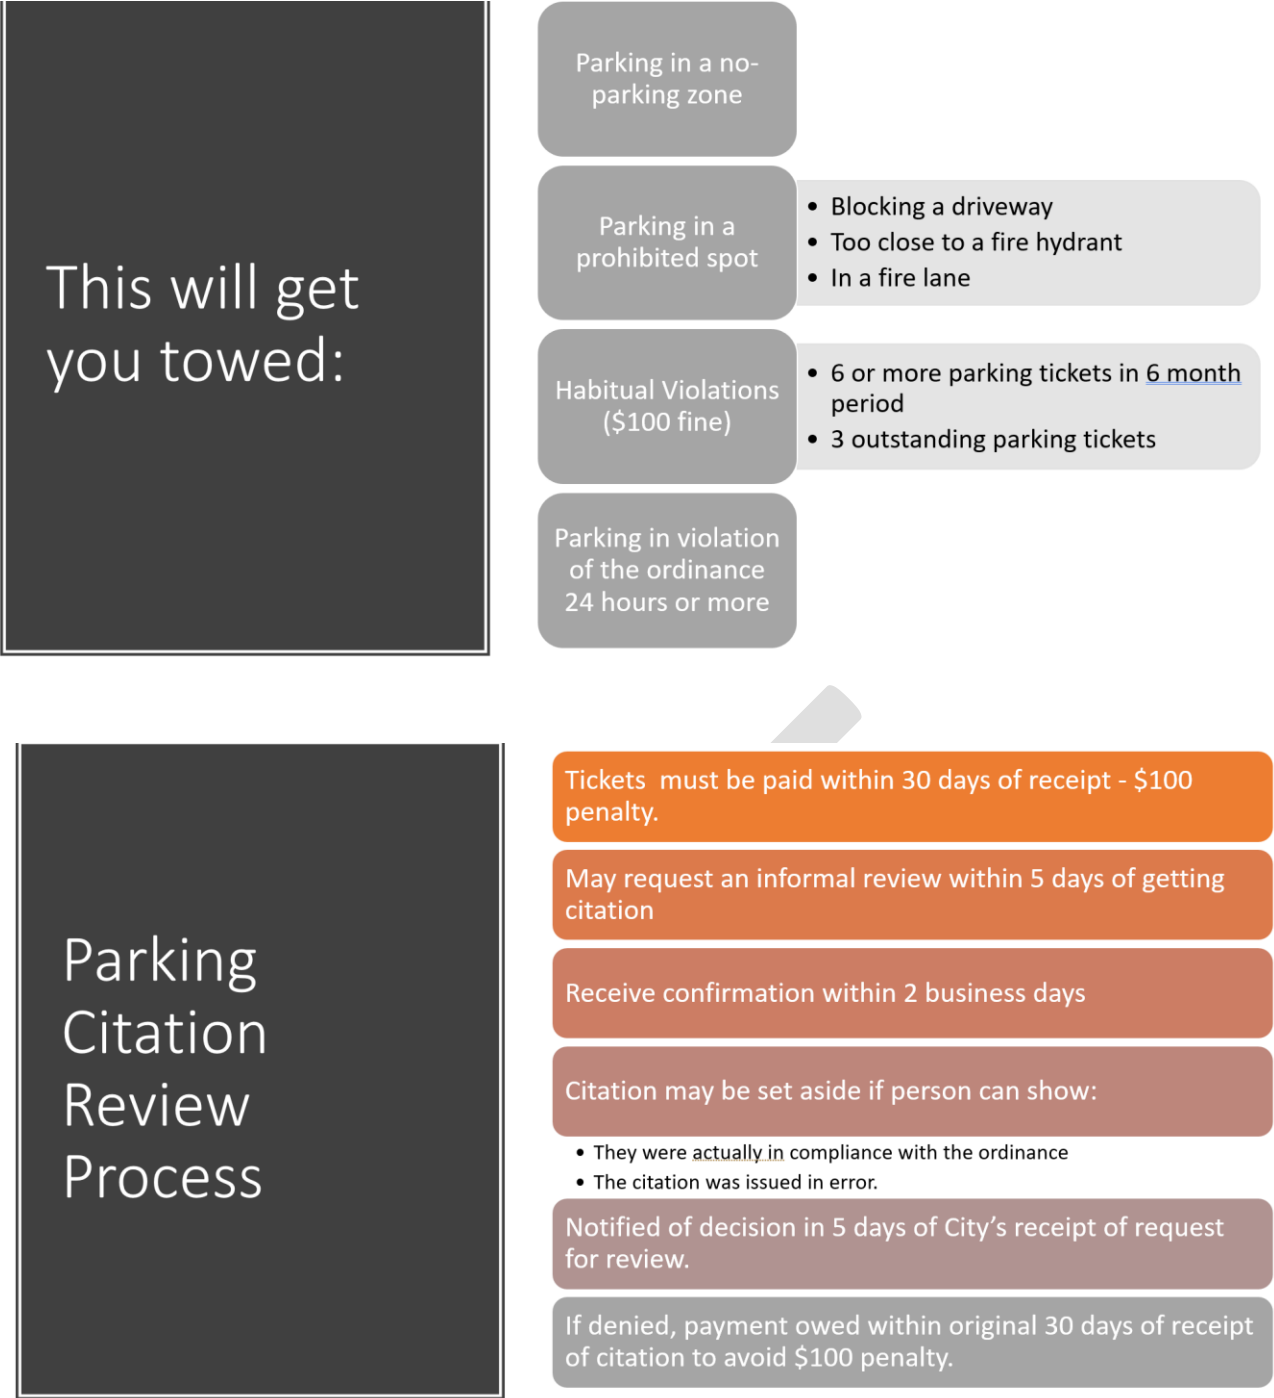 This will get
you towed:
Parking in a no-
parking zone
Parking in a
prohibited spot
• Blocking a driveway
• Too close to a fire hydrant
• In a fire lane
Habitual Violations
($100 fine)
• 6 or more parking tickets in 6 month
period
• 3 outstanding parking tickets
Parking in violation
of the ordinance
24 hours or more
Parking
Citation
Review
Process
Tickets  must be paid within 30 days of receipt - $100
penalty.
May request an informal review within 5 days of getting
citation
Receive confirmation within 2 business days
Citation may be set aside if person can show:
• They were actually in compliance with the ordinance
• The citation was issued in error.
Notified of decision in 5 days of City’s receipt of request
for review.
If denied, payment owed within original 30 days of receipt
of citation to avoid $100 penalty.